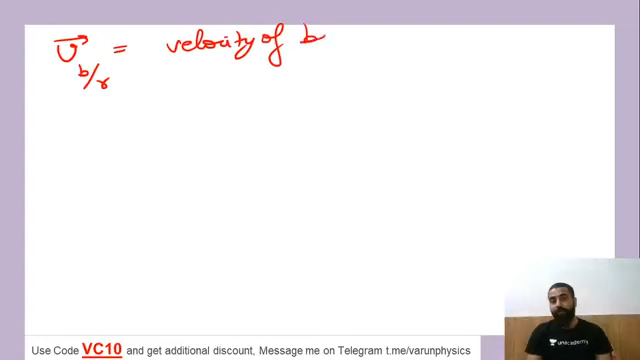 v⃗ b/r = velocity of b
unacademy
Use Code VC10 and get additional discount, Message me on Telegram t.me/varunphysics